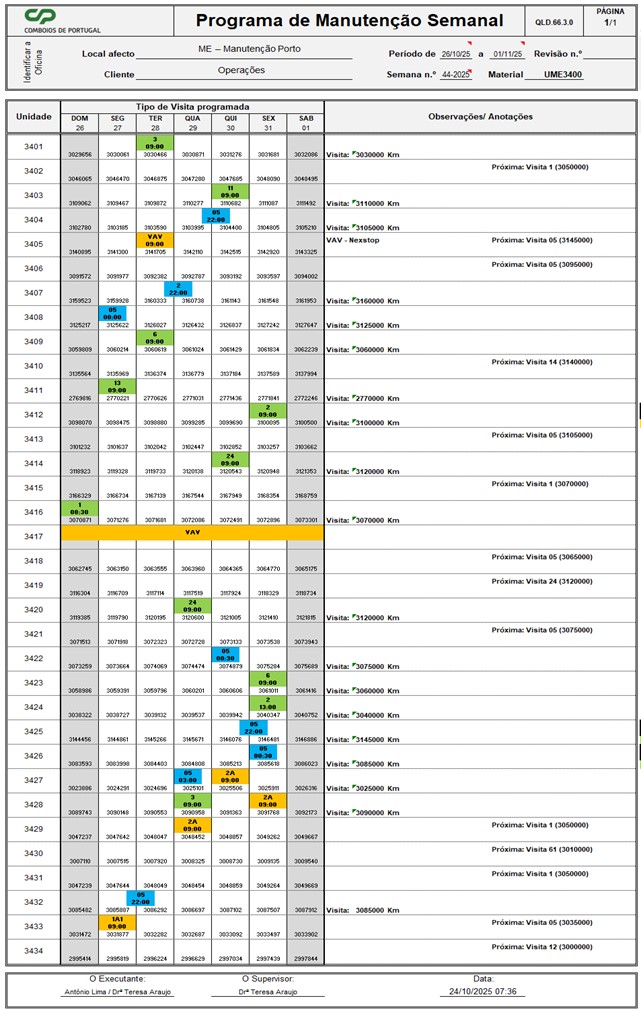 CP
COMBOIOS DE PORTUGAL
Programa de Manutenção Semanal
QLD.66.3.0
PÁGINA
1/1
Identificar a Oficina
Local afecto ME – Manutenção Porto
Período de 26/10/25 a 01/11/25 Revisão n.º
Cliente Operações
Semana n.º 44-2025 Material UME3400
Unidade Tipo de Visita programada Observações/ Anotações
DOM SEG TER QUA QUI SEX SAB
26 27 28 29 30 31 01
3401 3 09:00
3029656 3030061 3030466 3030871 3031276 3031681 3032086 Visita: 3030000 Km
3402 Próxima: Visita 1 (3050000)
3046065 3046470 3046875 3047280 3047685 3048090 3048495
3403 11 09:00
3109062 3109467 3109872 3110277 3110682 3111087 3111492 Visita: 3110000 Km
3404 05 22:00
3102780 3103185 3103590 3103995 3104400 3104805 3105210 Visita: 3105000 Km
3405 VAV 09:00 VAV - Nexstop Próxima: Visita 05 (3145000)
3140895 3141300 3141705 3142110 3142515 3142920 3143325
3406 Próxima: Visita 05 (3095000)
3091572 3091977 3092382 3092787 3093192 3093597 3094002
3407 2 22:00
3159523 3159928 3160333 3160738 3161143 3161548 3161953 Visita: 3160000 Km
3408 05 00:00
3125217 3125622 3126027 3126432 3126837 3127242 3127647 Visita: 3125000 Km
3409 6 09:00
3059809 3060214 3060619 3061024 3061429 3061834 3062239 Visita: 3060000 Km
3410 Próxima: Visita 14 (3140000)
3135564 3135969 3136374 3136779 3137184 3137589 3137994
3411 13 09:00
2769816 2770221 2770626 2771031 2771436 2771841 2772246 Visita: 2770000 Km
3412 2 09:00
3098070 3098475 3098880 3099285 3099690 3100095 3100500 Visita: 3100000 Km
3413 Próxima: Visita 05 (3105000)
3101232 3101637 3102042 3102447 3102852 3103257 3103662
3414 24 09:00
3118923 3119328 3119733 3120138 3120543 3120948 3121353 Visita: 3120000 Km
3415 Próxima: Visita 1 (3070000)
3166329 3166734 3167139 3167544 3167949 3168354 3168759
3416 1 08:30
3070871 3071276 3071681 3072086 3072491 3072896 3073301 Visita: 3070000 Km
3417 VAV
3418 Próxima: Visita 05 (3065000)
3062745 3063150 3063555 3063960 3064365 3064770 3065175
3419 Próxima: Visita 24 (3120000)
3116304 3116709 3117114 3117519 3117924 3118329 3118734
3420 24 09:00
3119385 3119790 3120195 3120600 3121005 3121410 3121815 Visita: 3120000 Km
3421 Próxima: Visita 05 (3075000)
3071513 3071918 3072323 3072728 3073133 3073538 3073943
3422 05 00:30
3073259 3073664 3074069 3074474 3074879 3075284 3075689 Visita: 3075000 Km
3423 6 09:00
3058986 3059391 3059796 3060201 3060606 3061011 3061416 Visita: 3060000 Km
3424 2 13:00
3038322 3038727 3039132 3039537 3039942 3040347 3040752 Visita: 3040000 Km
3425 05 22:00
3144456 3144861 3145266 3145671 3146076 3146481 3146886 Visita: 3145000 Km
3426 05 00:30
3083593 3083998 3084403 3084808 3085213 3085618 3086023 Visita: 3085000 Km
3427 05 03:00 2A 09:00
3023886 3024291 3024696 3025101 3025506 3025911 3026316 Visita: 3025000 Km
3428 3 09:00 2A 09:00
3089743 3090148 3090553 3090958 3091363 3091768 3092173 Visita: 3090000 Km
3429 2A 09:00 Próxima: Visita 1 (3050000)
3047237 3047642 3048047 3048452 3048857 3049262 3049667
3430 Próxima: Visita 61 (3010000)
3007110 3007515 3007920 3008325 3008730 3009135 3009540
3431 Próxima: Visita 1 (3050000)
3047239 3047644 3048049 3048454 3048859 3049264 3049669
3432 05 22:00
3085482 3085887 3086292 3086697 3087102 3087507 3087912 Visita: 3085000 Km
3433 1A1 09:00 Próxima: Visita 05 (3035000)
3031472 3031877 3032282 3032687 3033092 3033497 3033902
3434 Próxima: Visita 12 (3000000)
2995414 2995819 2996224 2996629 2997034 2997439 2997844
O Executante: O Supervisor: Data:
António Lima / Drª Teresa Araujo Drª Teresa Araujo 24/10/2025 07:36